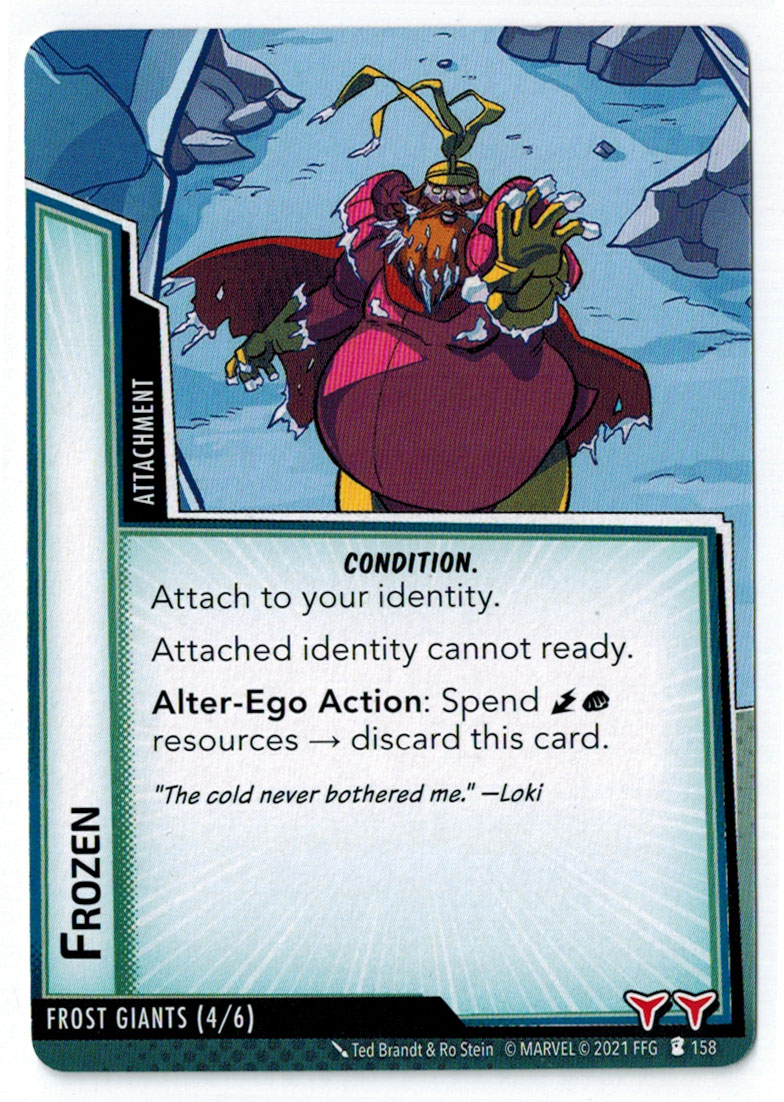 ATTACHMENT
CONDITION.
Attach to your identity.
Attached identity cannot ready.
Alter-Ego Action: Spend
resources → discard this card.
"The cold never bothered me." —Loki
FROZEN
FROST GIANTS (4/6)
Ted Brandt & Ro Stein © MARVEL © 2021 FFG 158